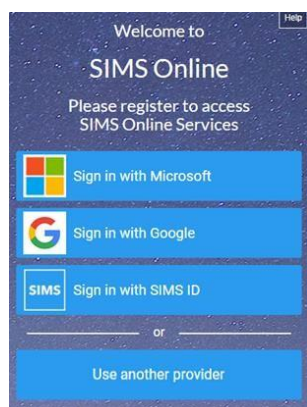 Help
Welcome to
SIMS Online
Please register to access
SIMS Online Services
Sign in with Microsoft
Sign in with Google
SIMS Sign in with SIMS ID
or
Use another provider